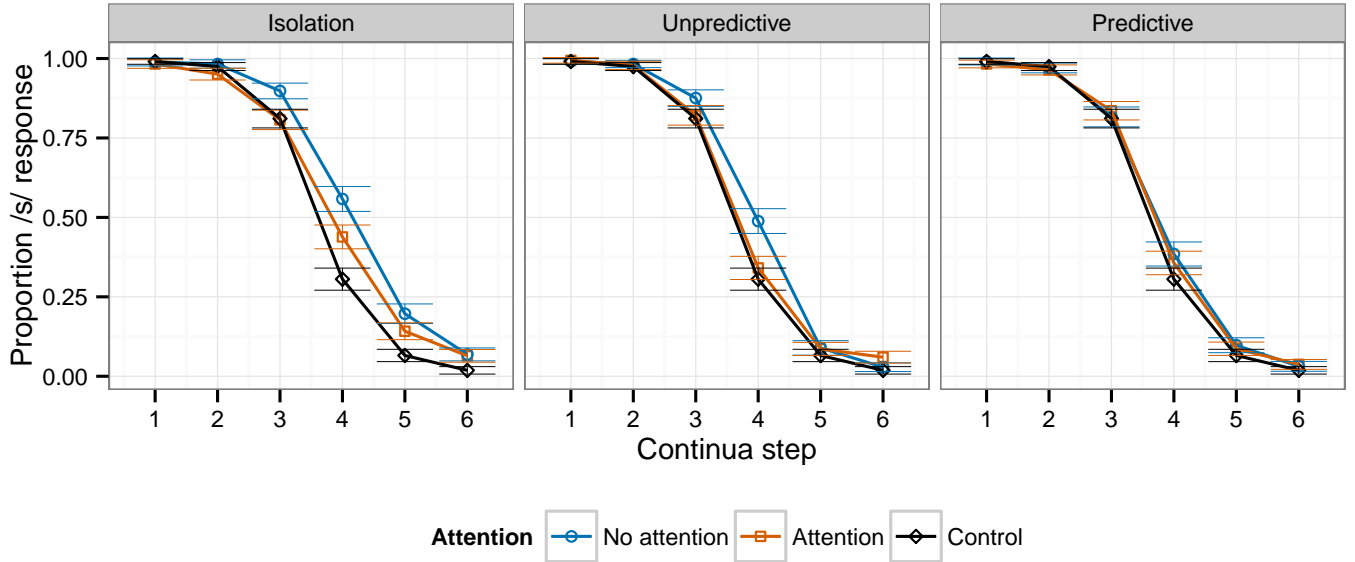 Isolation Unpredictive Predictive
Proportion /s/ response
1.00
0.75
0.50
0.25
0.00
1 2 3 4 5 6 1 2 3 4 5 6 1 2 3 4 5 6
Continua step
Attention No attention Attention Control